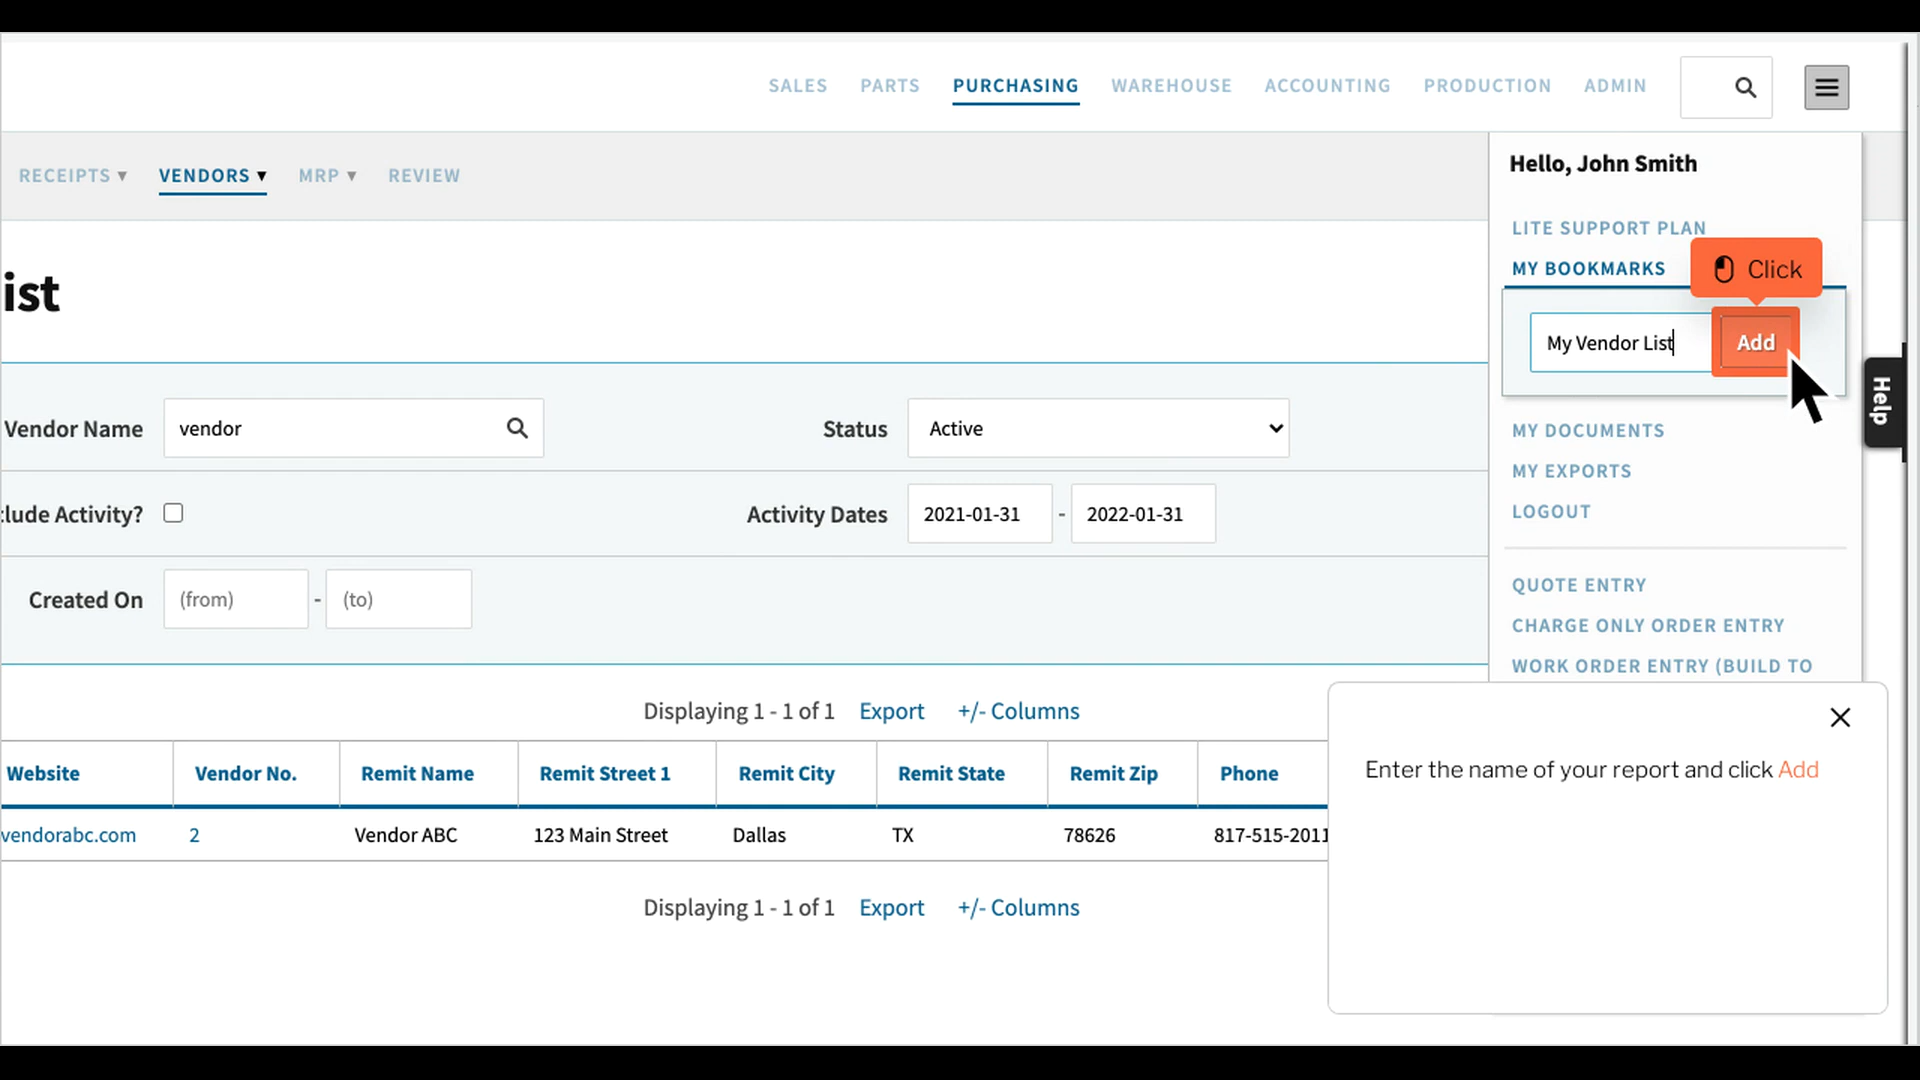 SALES PARTS PURCHASING WAREHOUSE ACCOUNTING PRODUCTION ADMIN
RECEIPTS ▾ VENDORS ▾ MRP ▾ REVIEW
Hello, John Smith
LITE SUPPORT PLAN
MY BOOKMARKS
Click
My Vendor List Add
MY DOCUMENTS
MY EXPORTS
LOGOUT
QUOTE ENTRY
CHARGE ONLY ORDER ENTRY
WORK ORDER ENTRY (BUILD TO
Help
ist
Vendor Name vendor Status Active
clude Activity? Activity Dates 2021-01-31 - 2022-01-31
Created On (from) - (to)
Displaying 1 - 1 of 1 Export +/- Columns
Website Vendor No. Remit Name Remit Street 1 Remit City Remit State Remit Zip Phone
vendorabc.com 2 Vendor ABC 123 Main Street Dallas TX 78626 817-515-2011
Displaying 1 - 1 of 1 Export +/- Columns
Enter the name of your report and click Add